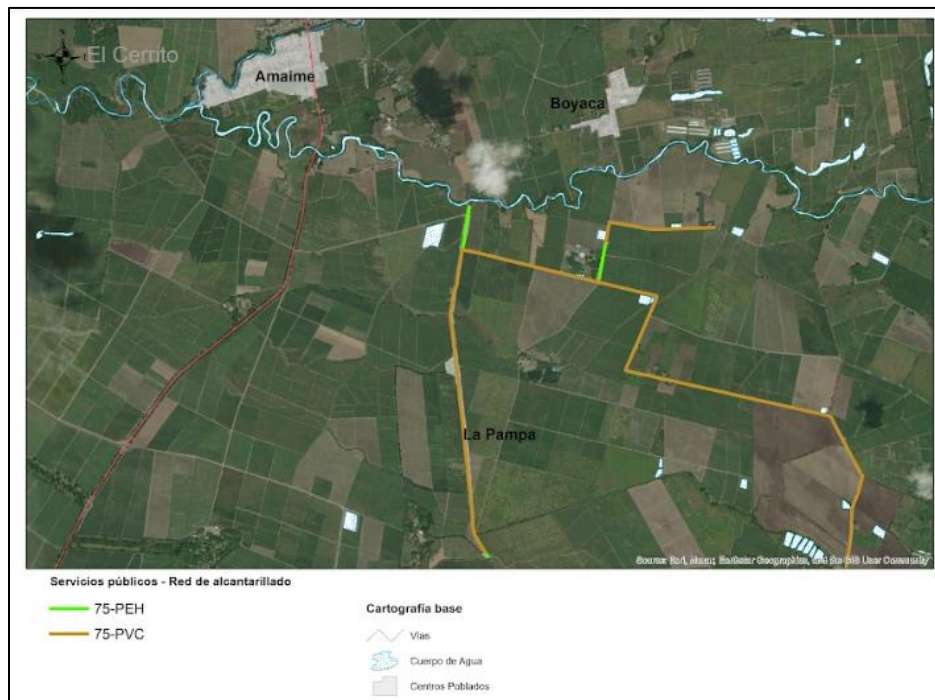 El Cerrito
Amaime
Boyaca
La Pampa
Servicios públicos - Red de alcantarillado
75-PEH
75-PVC
Cartografía base
Vías
Cuerpo de Agua
Centros Poblados